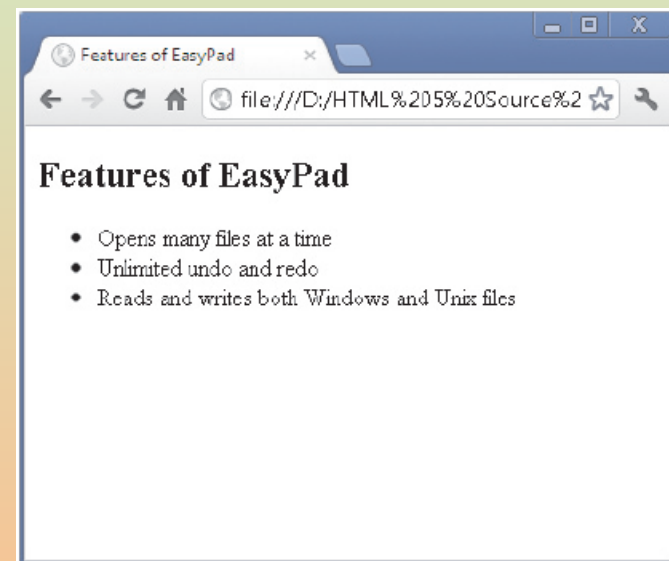 Features of EasyPad
file:///D:/HTML%205%20Source%2
Features of EasyPad
Opens many files at a time
Unlimited undo and redo
Reads and writes both Windows and Unix files